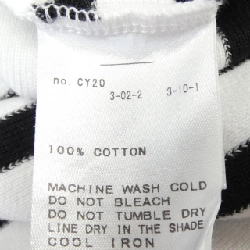 no. CY20
3-02-2 3-10-1
100% COTTON
MACHINE WASH COLD
DO NOT BLEACH
DO NOT TUMBLE DRY
LINE DRY IN THE SHADE
COOL IRON